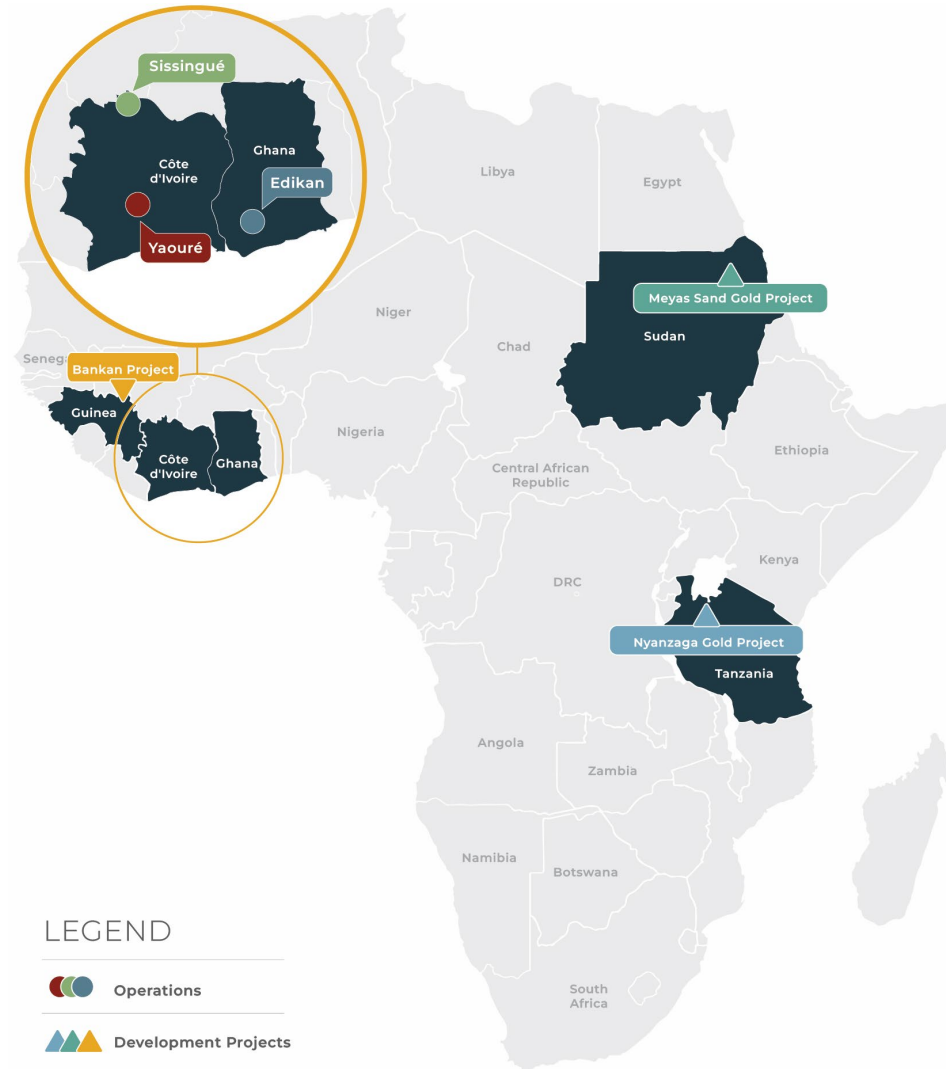 Sissingué
Côte
d'Ivoire
Ghana
Edikan
Yaouré
Libya
Egypt
Meyas Sand Gold Project
Sudan
Niger
Chad
Seneg
Bankan Project
Guinea
Côte
d'Ivoire
Ghana
Nigeria
Central African
Republic
Ethiopia
Kenya
DRC
Nyanzaga Gold Project
Tanzania
Angola
Zambia
Namibia
Botswana
South
Africa
LEGEND
Operations
Development Projects